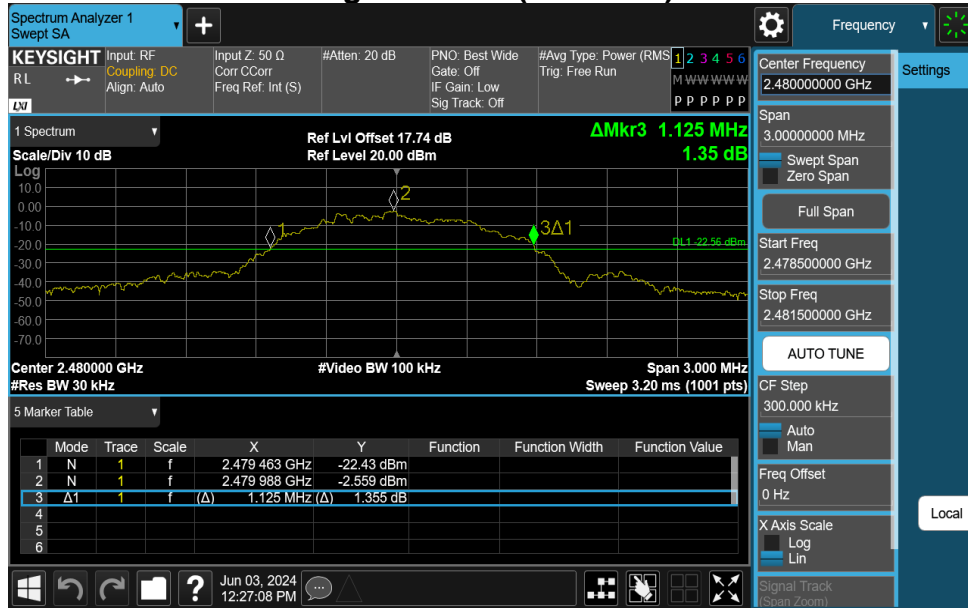 Spectrum Analyzer 1
Swept SA
+
Frequency
KEYSIGHT
Input: RF
Coupling: DC
Align: Auto
Input Z: 50 Ω
Corr CCorr
Freq Ref: Int (S)
#Atten: 20 dB
PNO: Best Wide
Gate: Off
IF Gain: Low
Sig Track: Off
#Avg Type: Power (RMS
Trig: Free Run
1 2 3 4 5 6
M W W W W W
P P P P P P
R L
LXI
Center Frequency
2.480000000 GHz
Settings
1 Spectrum
Ref Lvl Offset 17.74 dB
ΔMkr3 1.125 MHz
Scale/Div 10 dB
Ref Level 20.00 dBm
1.35 dB
Log
10.0
0.00
-10.0
-20.0
-30.0
-40.0
-50.0
-60.0
-70.0
1
2
3Δ1
DL1 -22.56 dBm
Center 2.480000 GHz
#Video BW 100 kHz
Span 3.000 MHz
#Res BW 30 kHz
Sweep 3.20 ms (1001 pts)
Span
3.00000000 MHz
Swept Span
Zero Span
Full Span
Start Freq
2.478500000 GHz
Stop Freq
2.481500000 GHz
AUTO TUNE
CF Step
300.000 kHz
Auto
Man
Freq Offset
0 Hz
X Axis Scale
Log
Lin
Signal Track
(Span Zoom)
Local
5 Marker Table
Mode Trace Scale X Y Function Function Width Function Value
1 N 1 f 2.479 463 GHz -22.43 dBm
2 N 1 f 2.479 988 GHz -2.559 dBm
3 Δ1 1 f (Δ) 1.125 MHz (Δ) 1.355 dB
4
5
6
?
Jun 03, 2024
12:27:08 PM